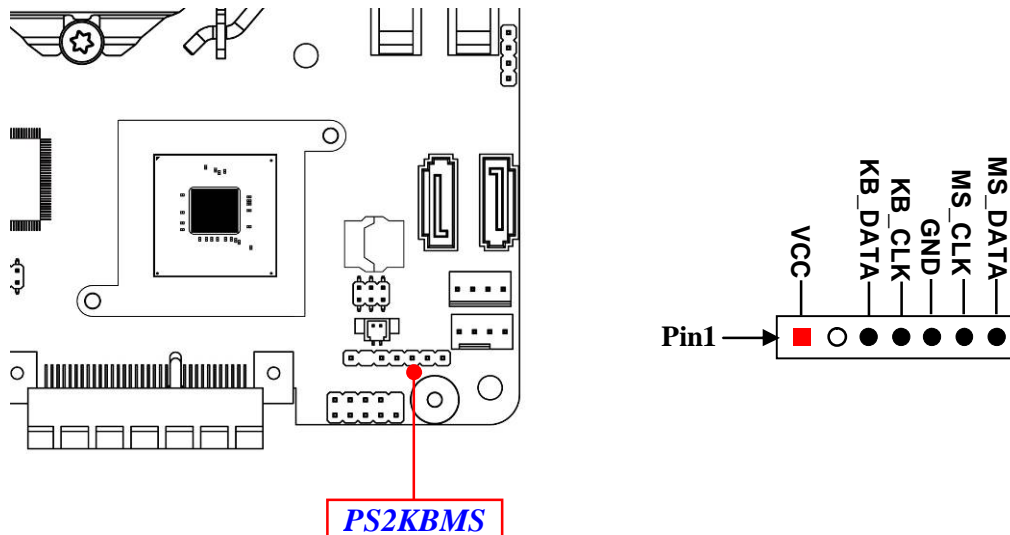 VCC
KB_DATA
KB_CLK
GND
MS_CLK
MS_DATA
Pin1
PS2KBMS